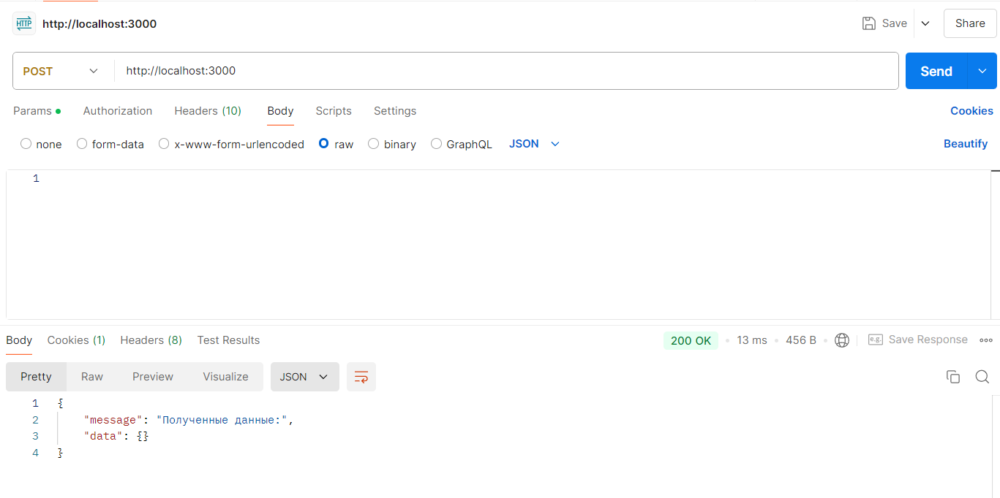 HTTP http://localhost:3000 Save Share
POST http://localhost:3000 Send
Params Authorization Headers (10) Body Scripts Settings Cookies
none form-data x-www-form-urlencoded raw binary GraphQL JSON Beautify
1
Body Cookies (1) Headers (8) Test Results 200 OK 13 ms 456 B e.g. Save Response
Pretty Raw Preview Visualize JSON
1 {
2 "message": "Полученные данные:",
3 "data": {}
4 }